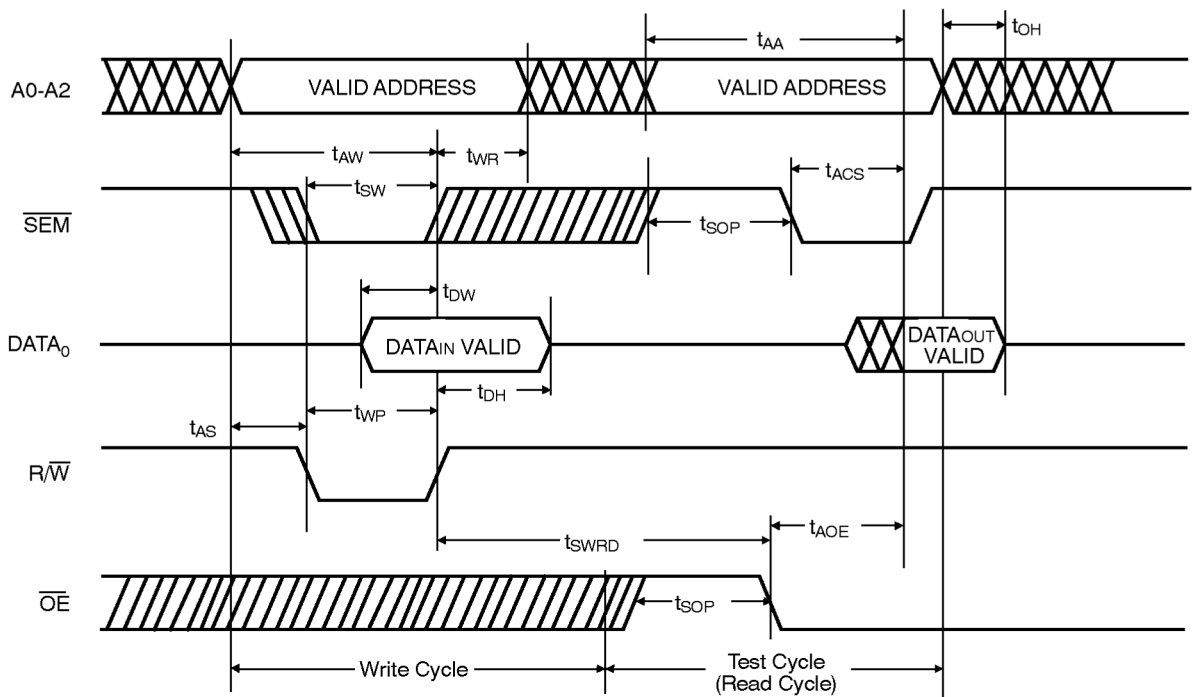 tAA
tOH
A0-A2
VALID ADDRESS
VALID ADDRESS
tAW
tWR
tSW
tACS
SEM
tSOP
tDW
DATA0
DATAIN VALID
DATAOUT
VALID
tDH
tWP
tAS
R/W
tSWRD
tAOE
OE
tSOP
Write Cycle
Test Cycle
(Read Cycle)